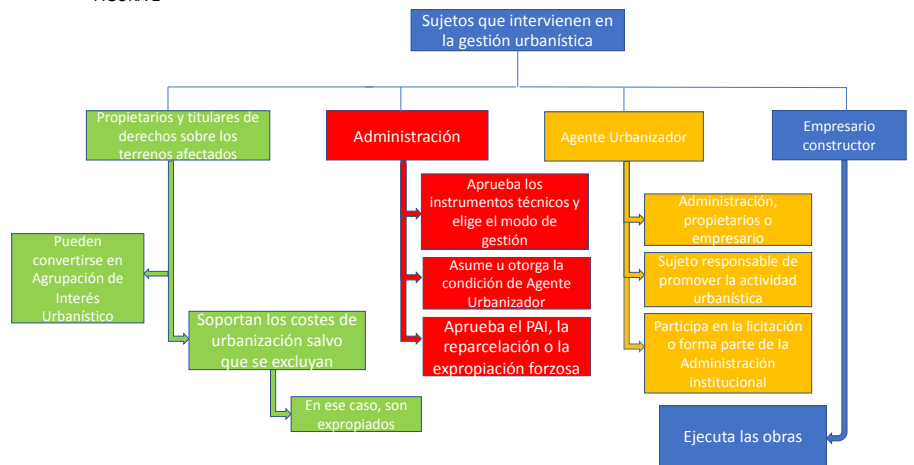 Sujetos que intervienen en
la gestión urbanística
Propietarios y titulares de
derechos sobre los
terrenos afectados
Administración
Agente Urbanizador
Empresario
constructor
Pueden
convertirse en
Agrupación de
Interés
Urbanístico
Soportan los costes de
urbanización salvo
que se excluyan
En ese caso, son
expropiados
Aprueba los
instrumentos técnicos y
elige el modo de
gestión
Asume u otorga la
condición de Agente
Urbanizador
Aprueba el PAI, la
reparcelación o la
expropiación forzosa
Administración,
propietarios o
empresario
Sujeto responsable de
promover la actividad
urbanística
Participa en la licitación
o forma parte de la
Administración
institucional
Ejecuta las obras